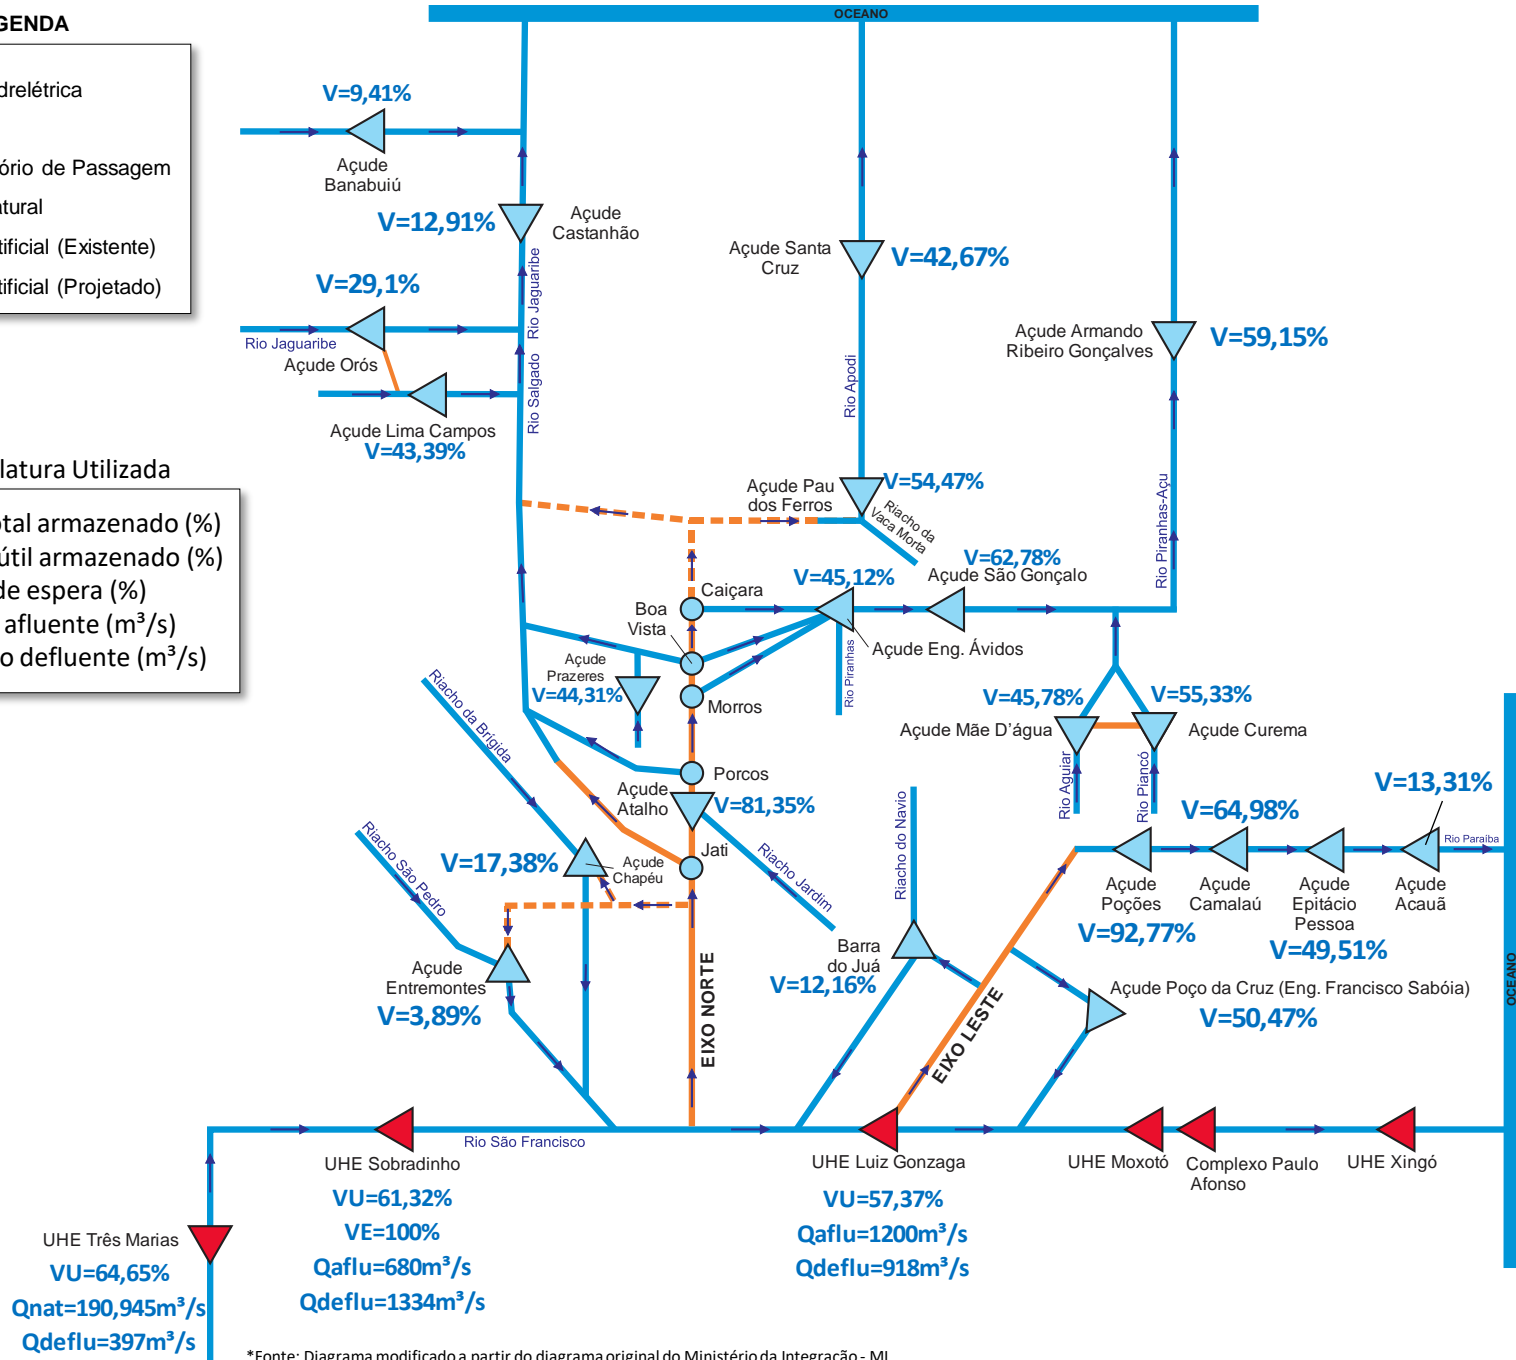 OCEANO
GENDA
drelétrica
ório de Passagem
atural
tificial (Existente)
tificial (Projetado)
V=9,41%
Açude
Banabuiú
V=12,91%
Açude
Castanhão
V=29,1%
Rio Jaguaribe
Açude Orós
Rio Jaguaribe
Rio Salgado
Açude Lima Campos
V=43,39%
Açude Santa
Cruz
V=42,67%
Rio Apodi
Açude Armando
Ribeiro Gonçalves
V=59,15%
Rio Piranhas-Açu
latura Utilizada
otal armazenado (%)
útil armazenado (%)
de espera (%)
afluente (m³/s)
o defluente (m³/s)
Açude Pau
dos Ferros
V=54,47%
Riacho da
Vaca Morta
V=62,78%
Açude São Gonçalo
V=45,12%
Caiçara
Boa
Vista
Açude Eng. Ávidos
Rio Piranhas
Açude
Prazeres
V=44,31%
Morros
Riacho da Brígida
V=45,78%
V=55,33%
Açude Mãe D'água
Açude Curema
Rio Aguiar
Rio Piancó
Porcos
Açude
Atalho
V=81,35%
Jati
Riacho Jardim
Riacho São Pedro
V=17,38%
Açude
Chapéu
Riacho do Navio
V=13,31%
V=64,98%
Rio Paraíba
Açude
Poções
Açude
Camalaú
Açude
Epitácio
Pessoa
Açude
Acauã
V=92,77%
V=49,51%
Açude
Entremontes
V=3,89%
EIXO NORTE
Barra
do Juá
V=12,16%
EIXO LESTE
Açude Poço da Cruz (Eng. Francisco Sabóia)
V=50,47%
OCEANO
Rio São Francisco
UHE Sobradinho
VU=61,32%
VE=100%
Qaflu=680m³/s
Qdeflu=1334m³/s
UHE Luiz Gonzaga
VU=57,37%
Qaflu=1200m³/s
Qdeflu=918m³/s
UHE Moxotó
Complexo Paulo
Afonso
UHE Xingó
UHE Três Marias
VU=64,65%
Qnat=190,945m³/s
Qdeflu=397m³/s
*Fonte: Diagrama modificado a partir do diagrama original do Ministério da Integração - MI